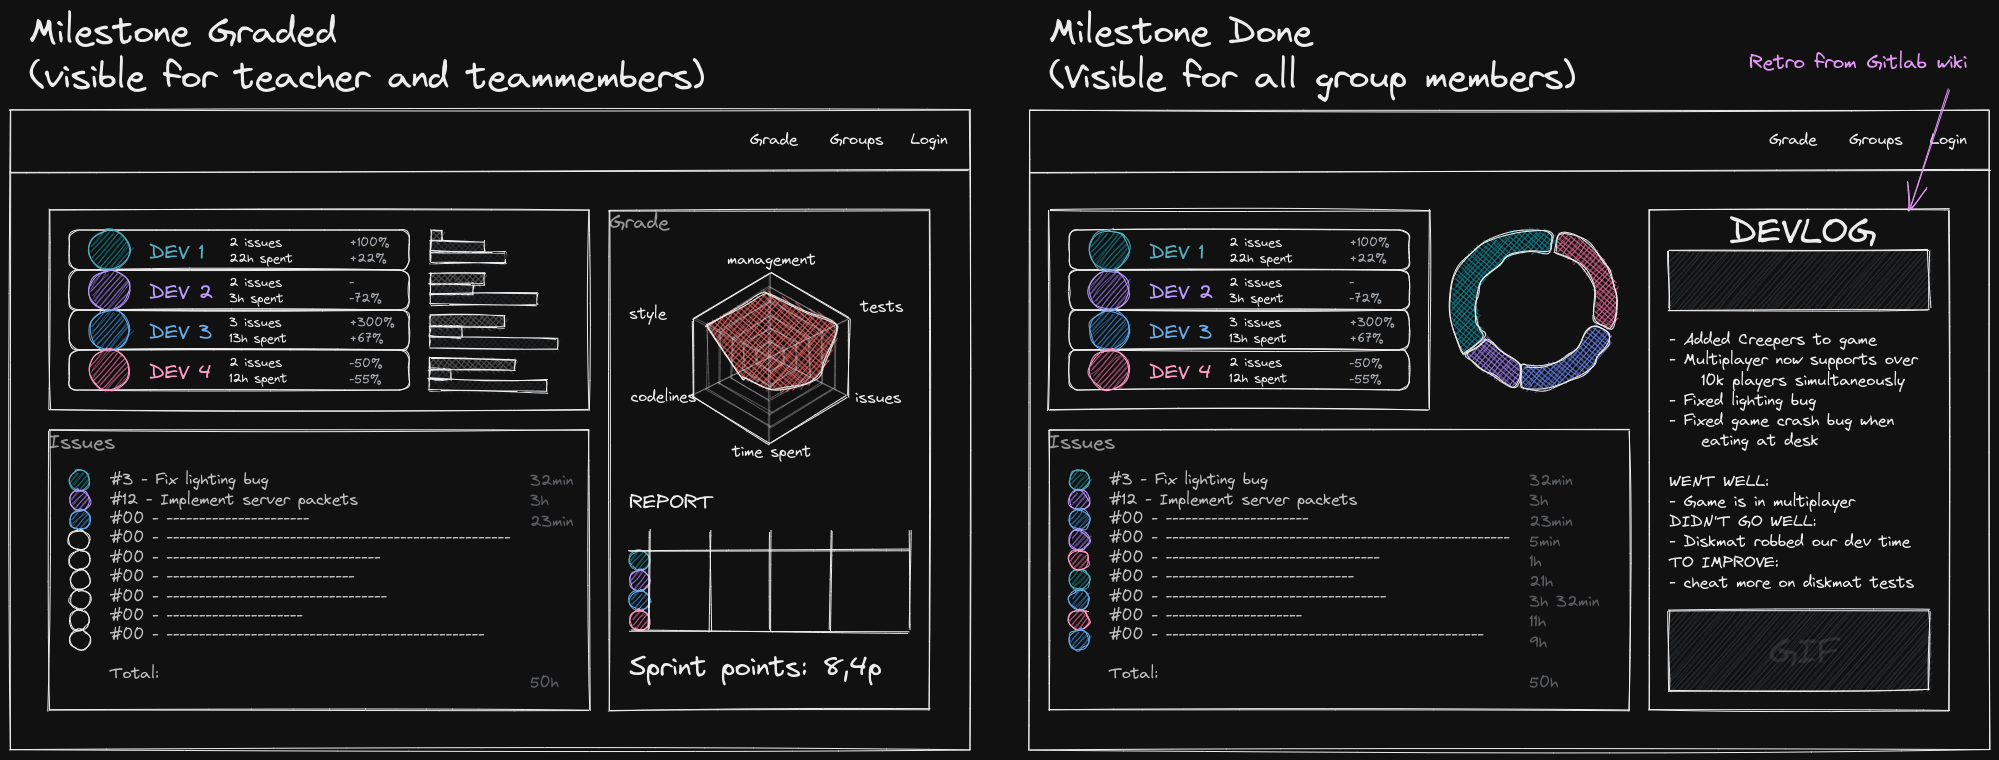 Milestone Graded
(visible for teacher and teammembers)
Grade Groups Login
DEV 1 2 issues +100%
22h spent +22%
DEV 2 2 issues -
3h spent -72%
DEV 3 3 issues +300%
13h spent +67%
DEV 4 2 issues -50%
12h spent -55%
Issues
#3 - Fix lighting bug 32min
#12 - Implement server packets 3h
#00 - ---------------------- 23min
#00 - -----------------------------------------------------
#00 - ---------------------------------
#00 - -----------------------------
#00 - ----------------------------------
#00 - ---------------------
#00 - -------------------------------------------------
Total:
50h
Grade
management
tests
style
codelines
issues
time spent
REPORT
Sprint points: 8,4p
Milestone Done
(Visible for all group members)
Retro from Gitlab wiki
Grade Groups Login
DEV 1 2 issues +100%
22h spent +22%
DEV 2 2 issues -
3h spent -72%
DEV 3 3 issues +300%
13h spent +67%
DEV 4 2 issues -50%
12h spent -55%
Issues
#3 - Fix lighting bug 32min
#12 - Implement server packets 3h
#00 - ---------------------- 23min
#00 - ----------------------------------------------------- 5min
#00 - --------------------------------- 1h
#00 - ----------------------------- 21h
#00 - ---------------------------------- 3h 32min
#00 - --------------------- 11h
#00 - ------------------------------------------------- 9h
Total:
50h
DEVLOG
- Added Creepers to game
- Multiplayer now supports over
10k players simultaneously
- Fixed lighting bug
- Fixed game crash bug when
eating at desk
WENT WELL:
- Game is in multiplayer
DIDN'T GO WELL:
- Diskmat robbed our dev time
TO IMPROVE:
- cheat more on diskmat tests
GIF